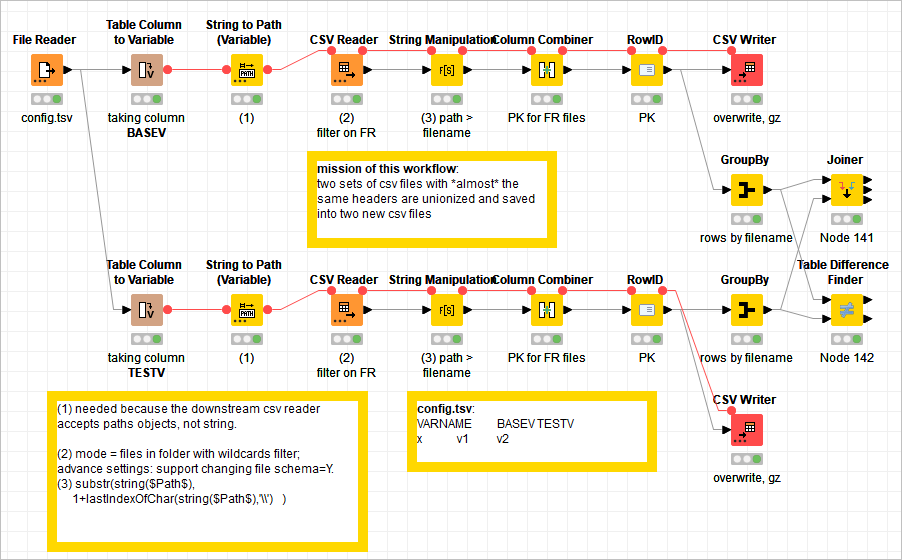 Table Column
to Variable
String to Path
(Variable)
File Reader
CSV Reader
String Manipulation
Column Combiner
RowID
CSV Writer
V
PATH
r[S]
config.tsv
taking column
BASEV
(1)
(2)
filter on FR
(3) path >
filename
PK for FR files
PK
overwrite, gz
mission of this workflow:
two sets of csv files with *almost* the
same headers are unionized and saved
into two new csv files
GroupBy
Joiner
rows by filename
Node 141
Table Column
to Variable
String to Path
(Variable)
CSV Reader
String Manipulation
Column Combiner
RowID
GroupBy
Table Difference
Finder
V
PATH
r[S]
taking column
TESTV
(1)
(2)
filter on FR
(3) path >
filename
PK for FR files
PK
rows by filename
Node 142
(1) needed because the downstream csv reader
accepts paths objects, not string.
(2) mode = files in folder with wildcards filter;
advance settings: support changing file schema=Y.
(3) substr(string($Path$),
1+lastIndexOfChar(string($Path$),'\\') )
config.tsv:
VARNAME BASEV TESTV
x v1 v2
CSV Writer
overwrite, gz